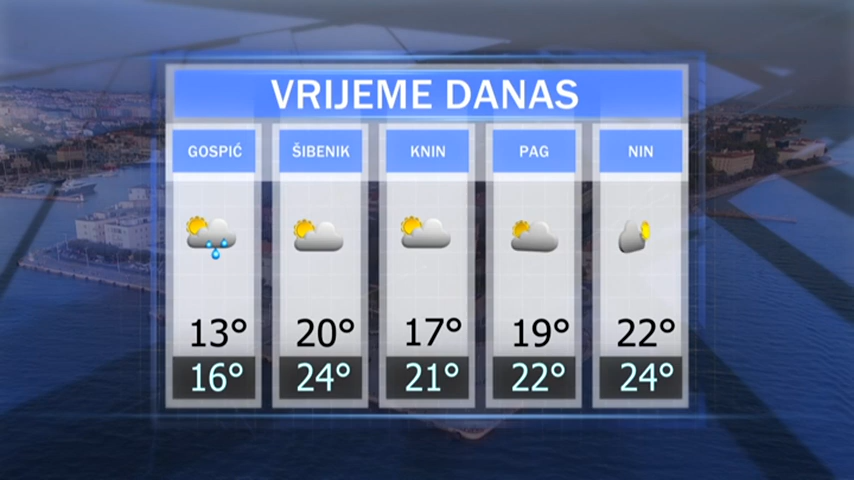 VRIJEME DANAS
GOSPIĆ ŠIBENIK KNIN PAG NIN
13° 20° 17° 19° 22°
16° 24° 21° 22° 24°